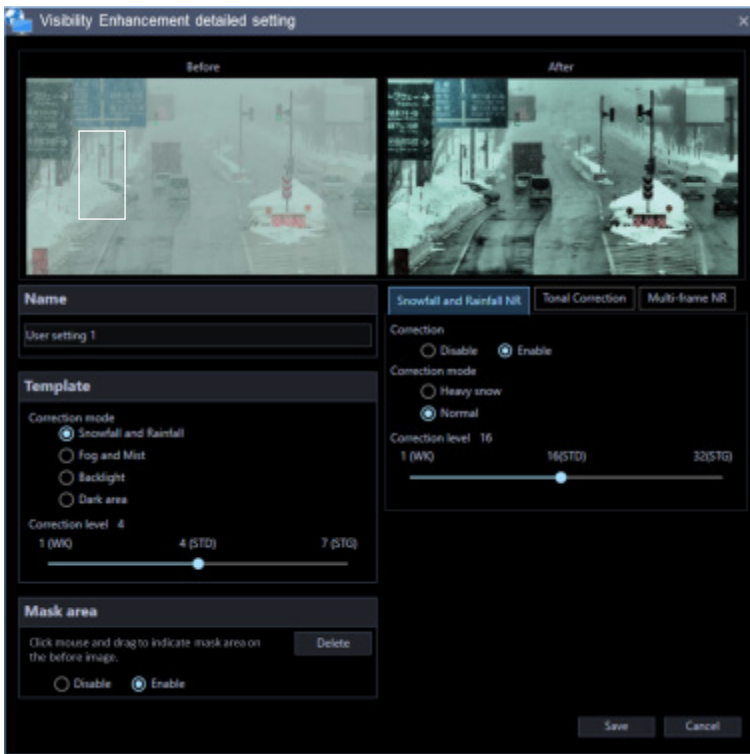 Visibility Enhancement detailed setting
Before
After
Name
User setting 1
Template
Correction mode
Snowfall and Rainfall
Fog and Mist
Backlight
Dark area
Correction level 4
1 (WK) 4 (STD) 7 (STG)
Mask area
Click mouse and drag to indicate mask area on
the before image.
Delete
Disable Enable
Snowfall and Rainfall NR Tonal Correction Multi-frame NR
Correction
Disable Enable
Correction mode
Heavy snow
Normal
Correction level 16
1 (WK) 16(STD) 32(STG)
Save Cancel